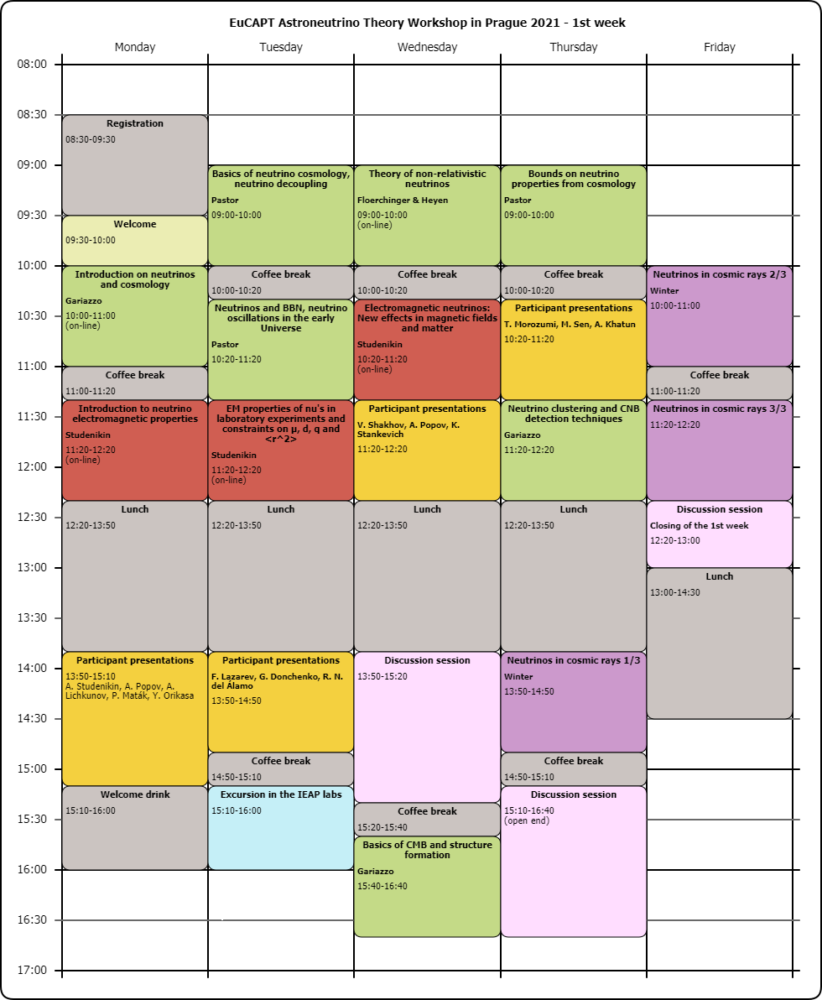 EuCAPT Astroneutrino Theory Workshop in Prague 2021 - 1st week
Monday
Tuesday
Wednesday
Thursday
Friday
08:00
08:30
09:00
09:30
10:00
10:30
11:00
11:30
12:00
12:30
13:00
13:30
14:00
14:30
15:00
15:30
16:00
16:30
17:00
Registration
08:30-09:30
Welcome
09:30-10:00
Introduction on neutrinos
and cosmology
Gariazzo
10:00-11:00
(on-line)
Coffee break
11:00-11:20
Introduction to neutrino
electromagnetic properties
Studenikin
11:20-12:20
(on-line)
Lunch
12:20-13:50
Participant presentations
13:50-15:10
A. Studenikin, A. Popov, A.
Lichkunov, P. Maták, Y. Orikasa
Welcome drink
15:10-16:00
Basics of neutrino cosmology,
neutrino decoupling
Pastor
09:00-10:00
Coffee break
10:00-10:20
Neutrinos and BBN, neutrino
oscillations in the early
Universe
Pastor
10:20-11:20
EM properties of nu's in
laboratory experiments and
constraints on μ, d, q and
<r^2>
Studenikin
11:20-12:20
(on-line)
Lunch
12:20-13:50
Participant presentations
F. Lazarev, G. Donchenko, R. N.
del Álamo
13:50-14:50
Coffee break
14:50-15:10
Excursion in the IEAP labs
15:10-16:00
Theory of non-relativistic
neutrinos
Floerchinger & Heyen
09:00-10:00
(on-line)
Coffee break
10:00-10:20
Electromagnetic neutrinos:
New effects in magnetic fields
and matter
Studenikin
10:20-11:20
(on-line)
Participant presentations
V. Shakhov, A. Popov, K.
Stankevich
11:20-12:20
Lunch
12:20-13:50
Discussion session
13:50-15:20
Coffee break
15:20-15:40
Basics of CMB and structure
formation
Gariazzo
15:40-16:40
Bounds on neutrino
properties from cosmology
Pastor
09:00-10:00
Coffee break
10:00-10:20
Participant presentations
T. Morozumi, M. Sen, A. Khatun
10:20-11:20
Neutrino clustering and CNB
detection techniques
Gariazzo
11:20-12:20
Lunch
12:20-13:50
Neutrinos in cosmic rays 1/3
Winter
13:50-14:50
Coffee break
14:50-15:10
Discussion session
15:10-16:40
(open end)
Neutrinos in cosmic rays 2/3
Winter
10:00-11:00
Coffee break
11:00-11:20
Neutrinos in cosmic rays 3/3
11:20-12:20
Discussion session
Closing of the 1st week
12:20-13:00
Lunch
13:00-14:30